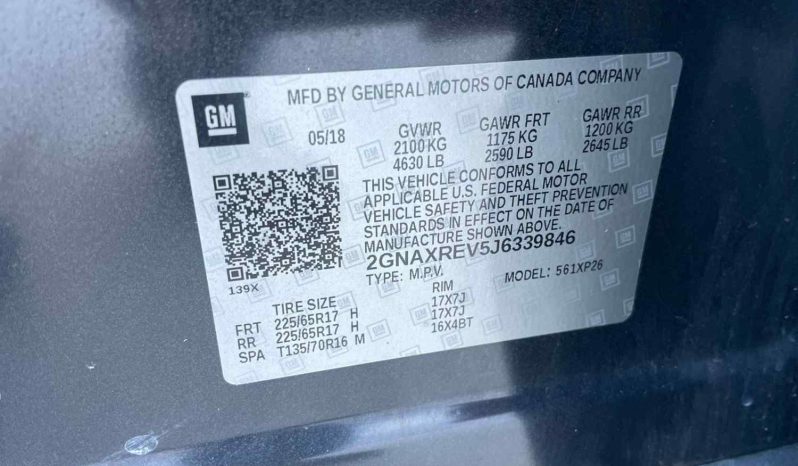 GM
MFD BY GENERAL MOTORS OF CANADA COMPANY
05/18 GVWR GAWR FRT GAWR RR
2100 KG 1175 KG 1200 KG
4630 LB 2590 LB 2645 LB
THIS VEHICLE CONFORMS TO ALL
APPLICABLE U.S. FEDERAL MOTOR
VEHICLE SAFETY AND THEFT PREVENTION
STANDARDS IN EFFECT ON THE DATE OF
MANUFACTURE SHOWN ABOVE.
2GNAXREV5J6339846
TYPE: M.P.V. MODEL: 561XP26
139X
TIRE SIZE RIM
FRT 225/65R17 H 17X7J
RR 225/65R17 H 17X7J
SPA T135/70R16 M 16X4BT